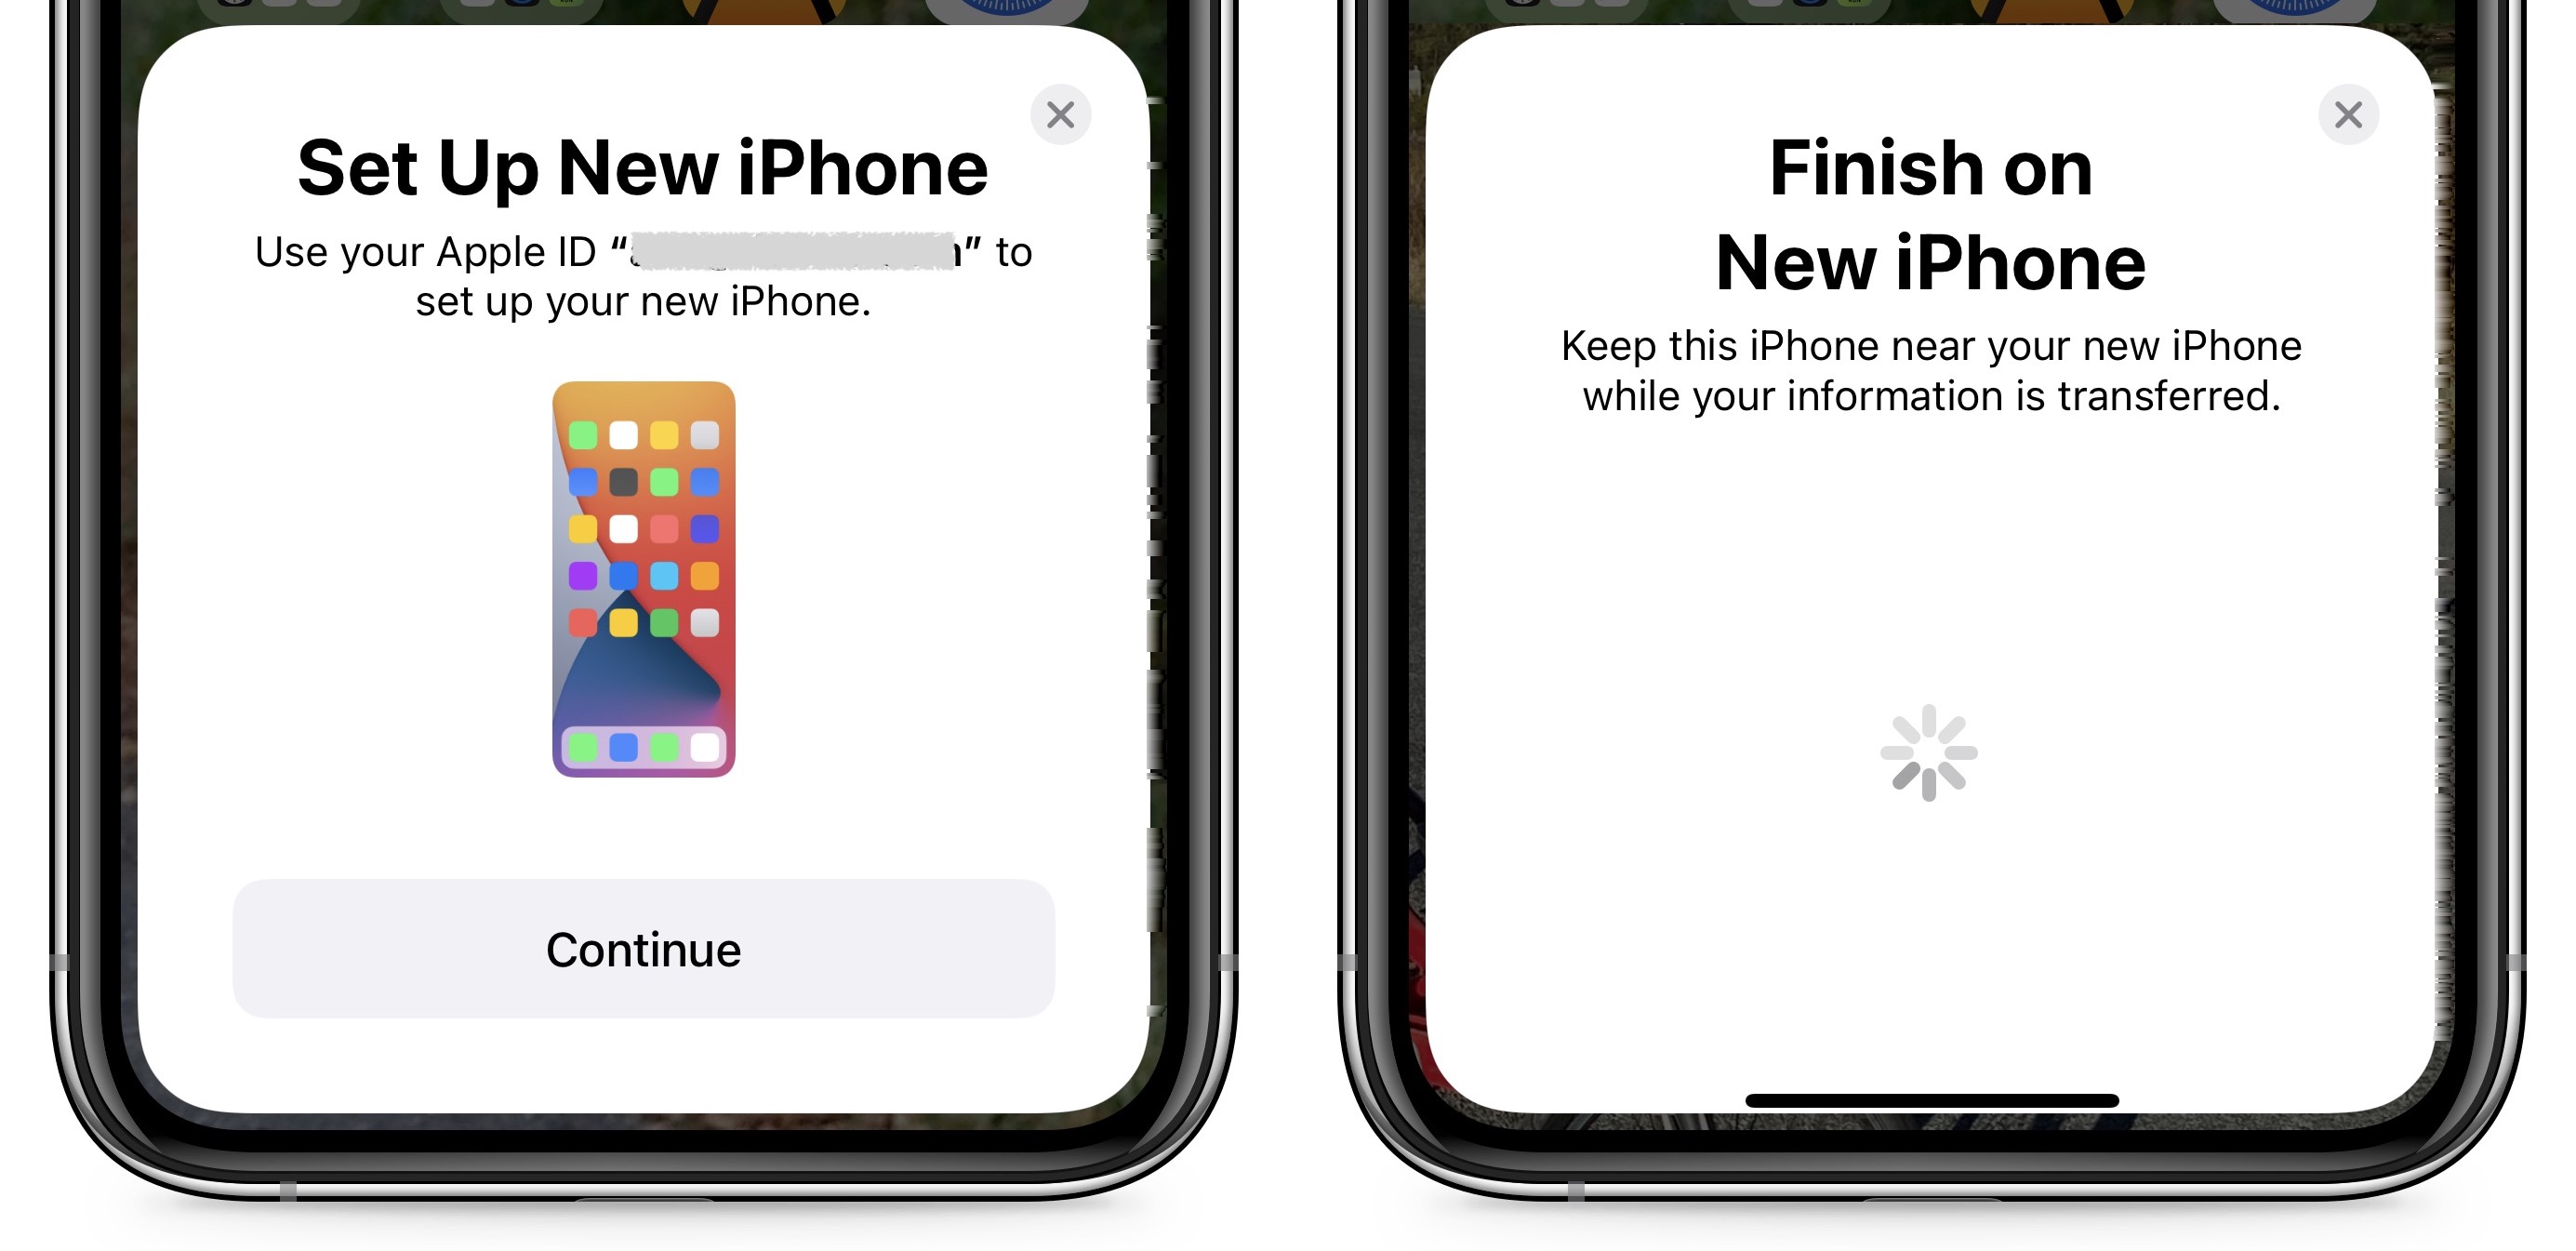 Set Up New iPhone
Use your Apple ID “ ” to
set up your new iPhone.
Continue
Finish on
New iPhone
Keep this iPhone near your new iPhone
while your information is transferred.